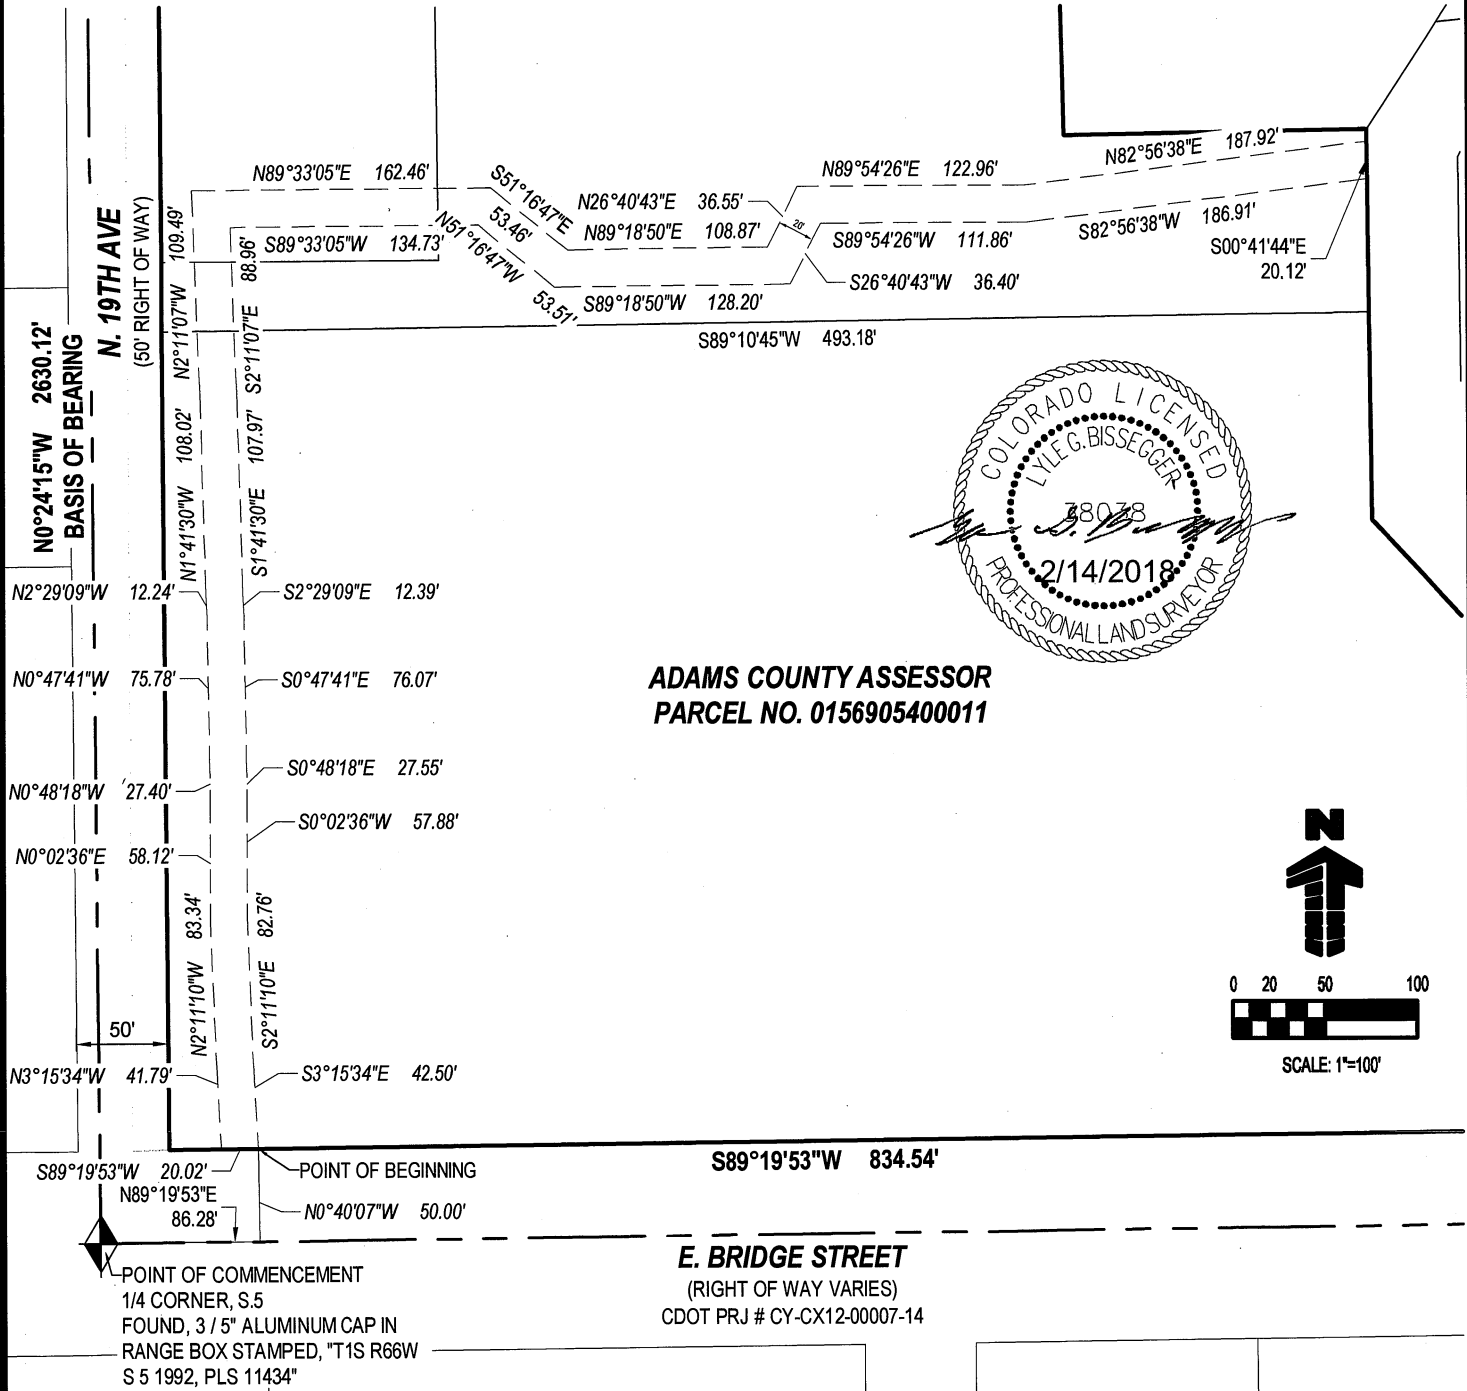 N82°56'38"E 187.92'
N89°54'26"E 122.96'
N89°33'05"E 162.46'
S51°16'47"E
53.46'
N26°40'43"E 36.55'
N89°18'50"E 108.87'
20'
S89°54'26"W 111.86'
S82°56'38"W 186.91'
S00°41'44"E
20.12'
S26°40'43"W 36.40'
S89°33'05"W 134.73'
N51°16'47"W
53.51'
S89°18'50"W 128.20'
S89°10'45"W 493.18'
N. 19TH AVE
(50' RIGHT OF WAY)
N0°24'15"W 2630.12'
BASIS OF BEARING
N2°11'07"W 109.49'
S2°11'07"E 88.96'
N1°41'30"W 108.02'
S1°41'30"E 107.97'
COLORADO LICENSED
LYLE G. BISSEGGER
38038
2/14/2018
PROFESSIONAL LAND SURVEYOR
N2°29'09"W 12.24'
S2°29'09"E 12.39'
N0°47'41"W 75.78'
S0°47'41"E 76.07'
ADAMS COUNTY ASSESSOR
PARCEL NO. 0156905400011
S0°48'18"E 27.55'
N0°48'18"W 27.40'
S0°02'36"W 57.88'
N0°02'36"E 58.12'
N2°11'10"W 83.34'
S2°11'10"E 82.76'
N
0 20 50 100
SCALE: 1"=100'
50'
N3°15'34"W 41.79'
S3°15'34"E 42.50'
S89°19'53"W 834.54'
S89°19'53"W 20.02'
POINT OF BEGINNING
N89°19'53"E
86.28'
N0°40'07"W 50.00'
E. BRIDGE STREET
(RIGHT OF WAY VARIES)
CDOT PRJ # CY-CX12-00007-14
POINT OF COMMENCEMENT
1/4 CORNER, S.5
FOUND, 3 / 5" ALUMINUM CAP IN
RANGE BOX STAMPED, "T1S R66W
S 5 1992, PLS 11434"